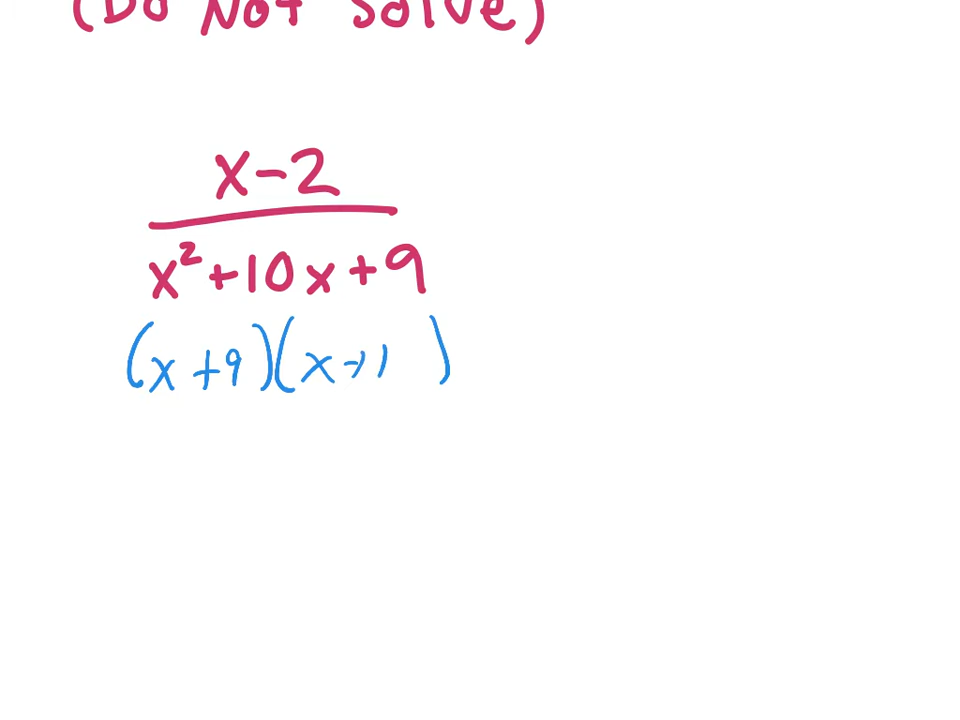 (Do Not Solve)
x-2
x²+10x+9
(x+9)(x+1)